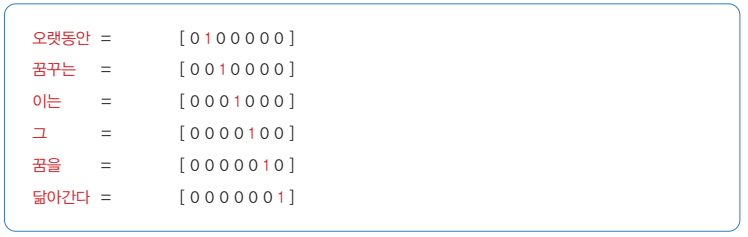 오랫동안 = [ 0 1 0 0 0 0 0 ]
꿈꾸는 = [ 0 0 1 0 0 0 0 ]
이는 = [ 0 0 0 1 0 0 0 ]
그 = [ 0 0 0 0 1 0 0 ]
꿈을 = [ 0 0 0 0 0 1 0 ]
닮아간다 = [ 0 0 0 0 0 0 1 ]